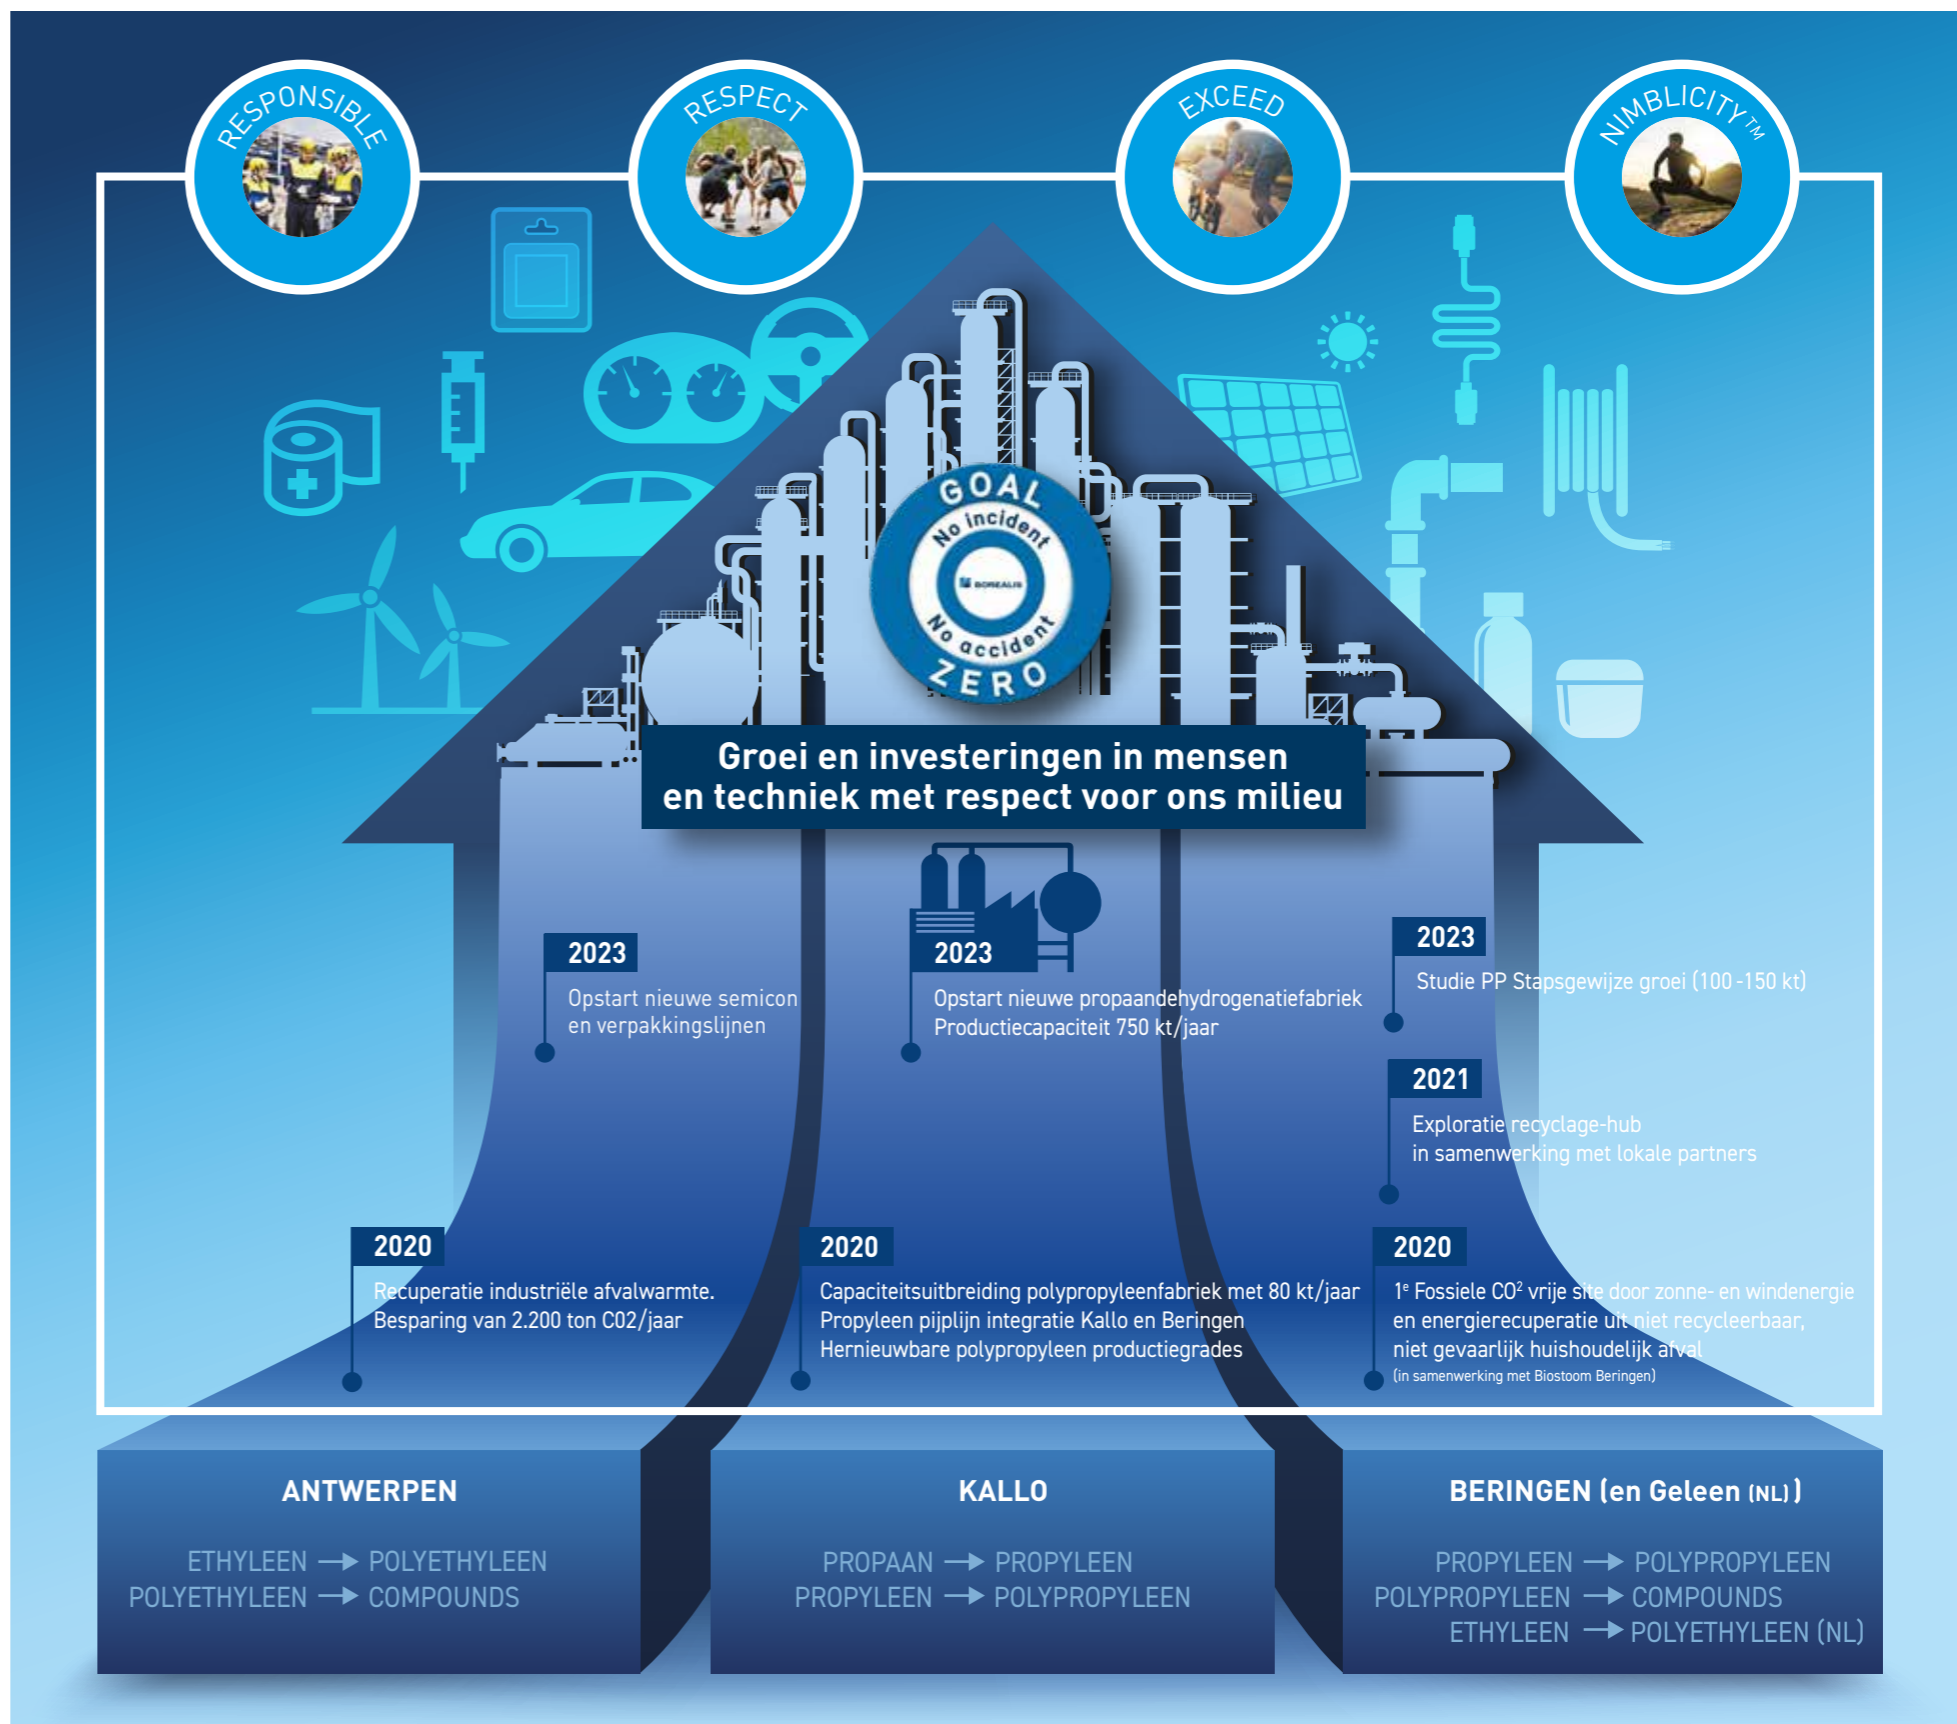 RESPONSIBLE
RESPECT
EXCEED
NIMBLICITY™
GOAL
No incident
BOREALIS
No accident
ZERO
Groei en investeringen in mensen
en techniek met respect voor ons milieu
2023
Opstart nieuwe semicon
en verpakkingslijnen
2023
Opstart nieuwe propaandehydrogenatiefabriek
Productiecapaciteit 750 kt/jaar
2023
Studie PP Stapsgewijze groei (100 -150 kt)
2021
Exploratie recyclage-hub
in samenwerking met lokale partners
2020
Recuperatie industriële afvalwarmte.
Besparing van 2.200 ton C02/jaar
2020
Capaciteitsuitbreiding polypropyleenfabriek met 80 kt/jaar
Propyleen pijplijn integratie Kallo en Beringen
Hernieuwbare polypropyleen productiegrades
2020
1ᵉ Fossiele CO² vrije site door zonne- en windenergie
en energierecuperatie uit niet recycleerbaar,
niet gevaarlijk huishoudelijk afval
(in samenwerking met Biostoom Beringen)
ANTWERPEN
ETHYLEEN → POLYETHYLEEN
POLYETHYLEEN → COMPOUNDS
KALLO
PROPAAN → PROPYLEEN
PROPYLEEN → POLYPROPYLEEN
BERINGEN (en Geleen (NL))
PROPYLEEN → POLYPROPYLEEN
POLYPROPYLEEN → COMPOUNDS
ETHYLEEN → POLYETHYLEEN (NL)